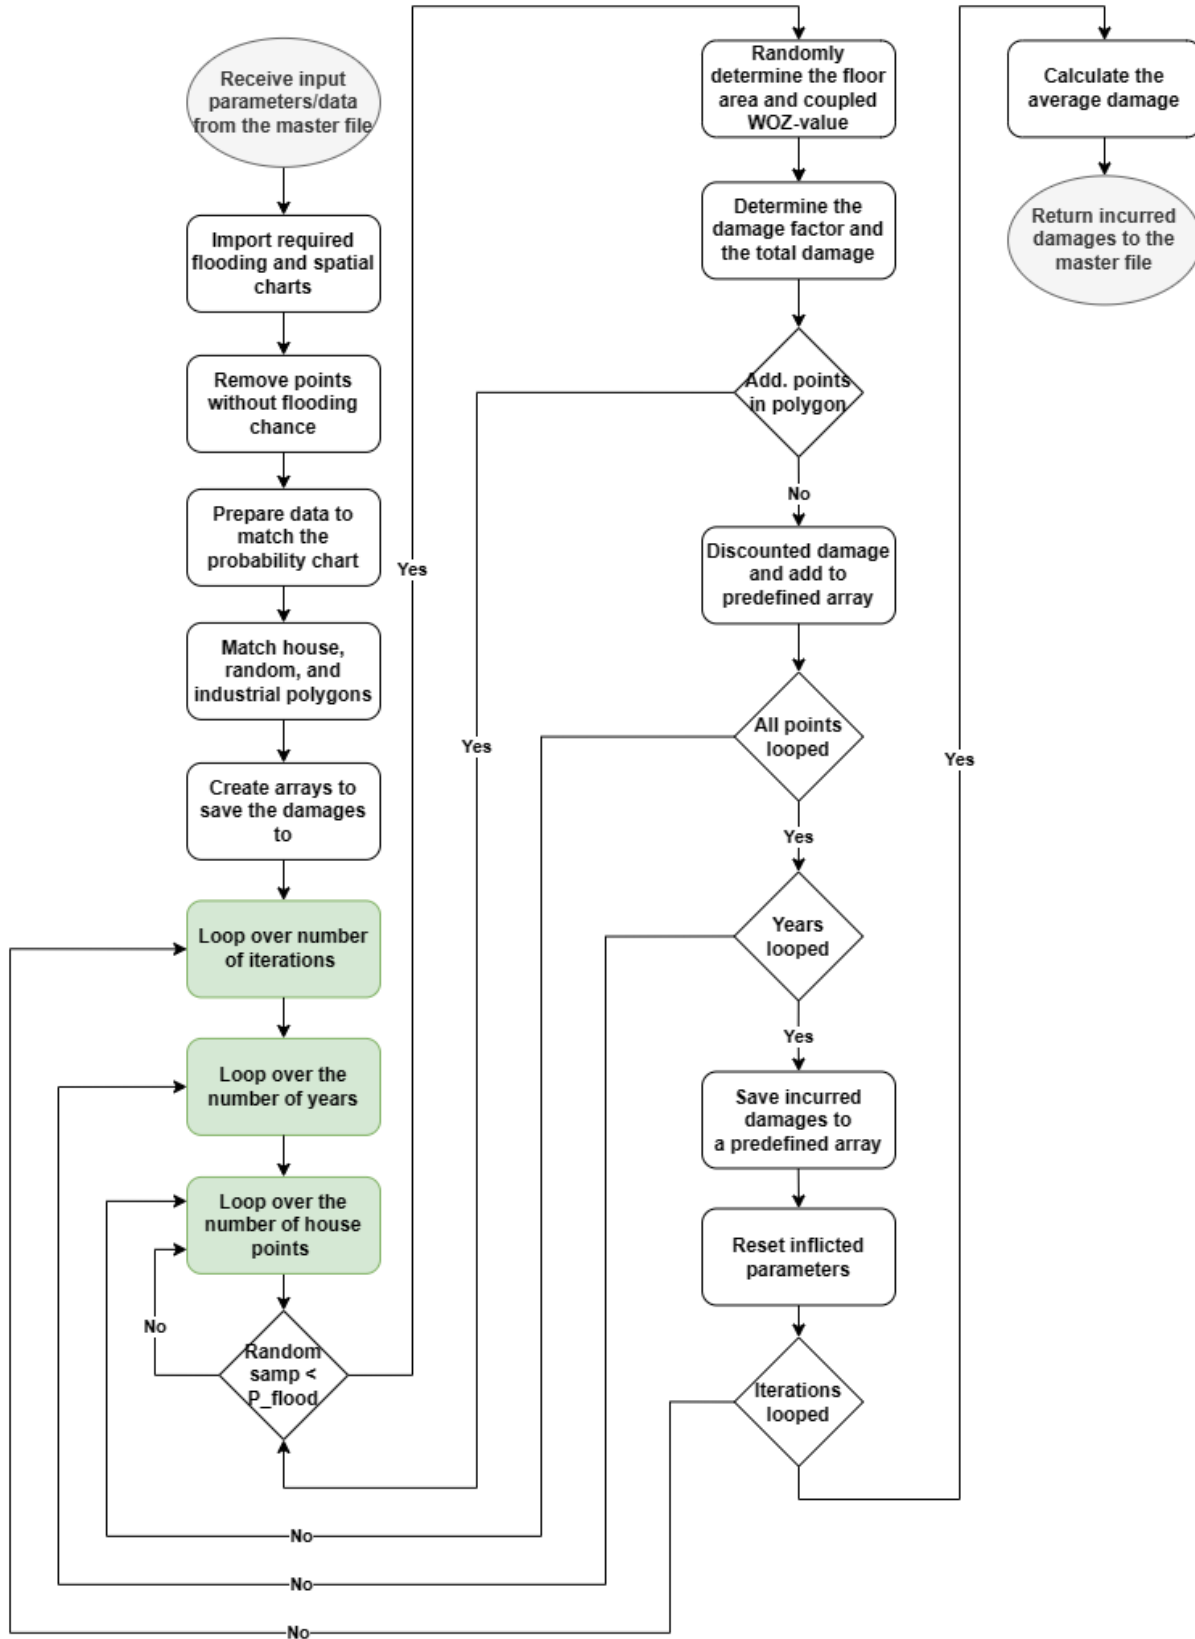 Receive input
parameters/data
from the master file
Import required
flooding and spatial
charts
Remove points
without flooding
chance
Prepare data to
match the
probability chart
Match house,
random, and
industrial polygons
Create arrays to
save the damages
to
Loop over number
of iterations
Loop over the
number of years
Loop over the
number of house
points
No
Random
samp <
P_flood
Yes
Randomly
determine the floor
area and coupled
WOZ-value
Determine the
damage factor and
the total damage
Add. points
in polygon
Yes
No
Discounted damage
and add to
predefined array
All points
looped
No
Yes
Years
looped
No
Yes
Save incurred
damages to
a predefined array
Reset inflicted
parameters
Iterations
looped
No
Yes
Calculate the
average damage
Return incurred
damages to the
master file